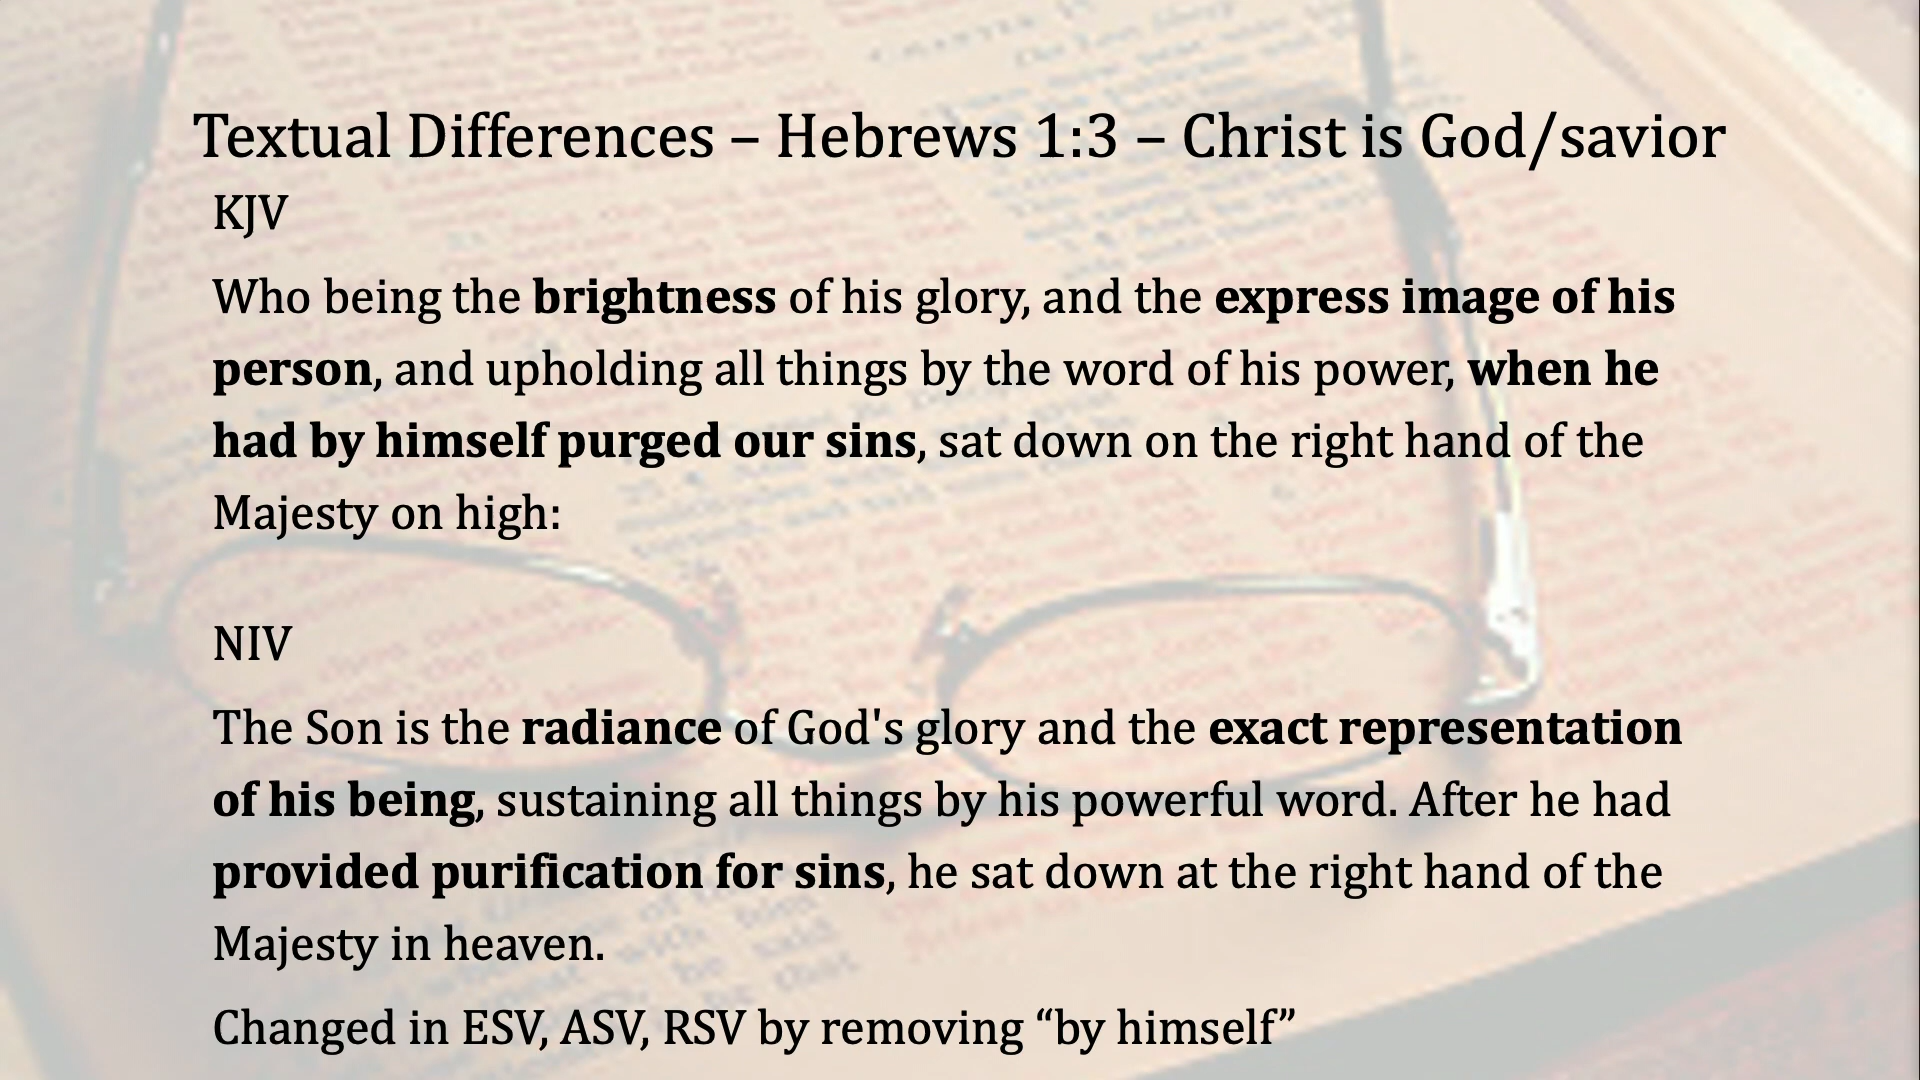 Textual Differences – Hebrews 1:3 – Christ is God/savior
KJV
Who being the brightness of his glory, and the express image of his
person, and upholding all things by the word of his power, when he
had by himself purged our sins, sat down on the right hand of the
Majesty on high:
NIV
The Son is the radiance of God's glory and the exact representation
of his being, sustaining all things by his powerful word. After he had
provided purification for sins, he sat down at the right hand of the
Majesty in heaven.
Changed in ESV, ASV, RSV by removing “by himself”